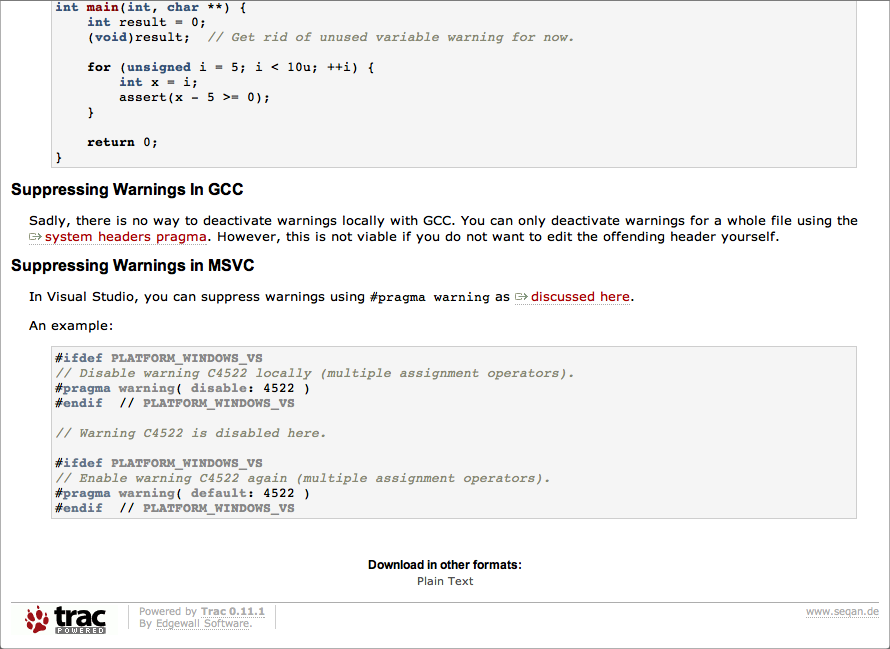 int main(int, char **) {
    int result = 0;
    (void)result;  // Get rid of unused variable warning for now.

    for (unsigned i = 5; i < 10u; ++i) {
        int x = i;
        assert(x - 5 >= 0);
    }

    return 0;
}
Suppressing Warnings In GCC
Sadly, there is no way to deactivate warnings locally with GCC. You can only deactivate warnings for a whole file using the
system headers pragma. However, this is not viable if you do not want to edit the offending header yourself.
Suppressing Warnings in MSVC
In Visual Studio, you can suppress warnings using #pragma warning as discussed here.
An example:
#ifdef PLATFORM_WINDOWS_VS
// Disable warning C4522 locally (multiple assignment operators).
#pragma warning( disable: 4522 )
#endif  // PLATFORM_WINDOWS_VS

// Warning C4522 is disabled here.

#ifdef PLATFORM_WINDOWS_VS
// Enable warning C4522 again (multiple assignment operators).
#pragma warning( default: 4522 )
#endif  // PLATFORM_WINDOWS_VS
Download in other formats:
Plain Text
trac
POWERED
Powered by Trac 0.11.1
By Edgewall Software.
www.seqan.de